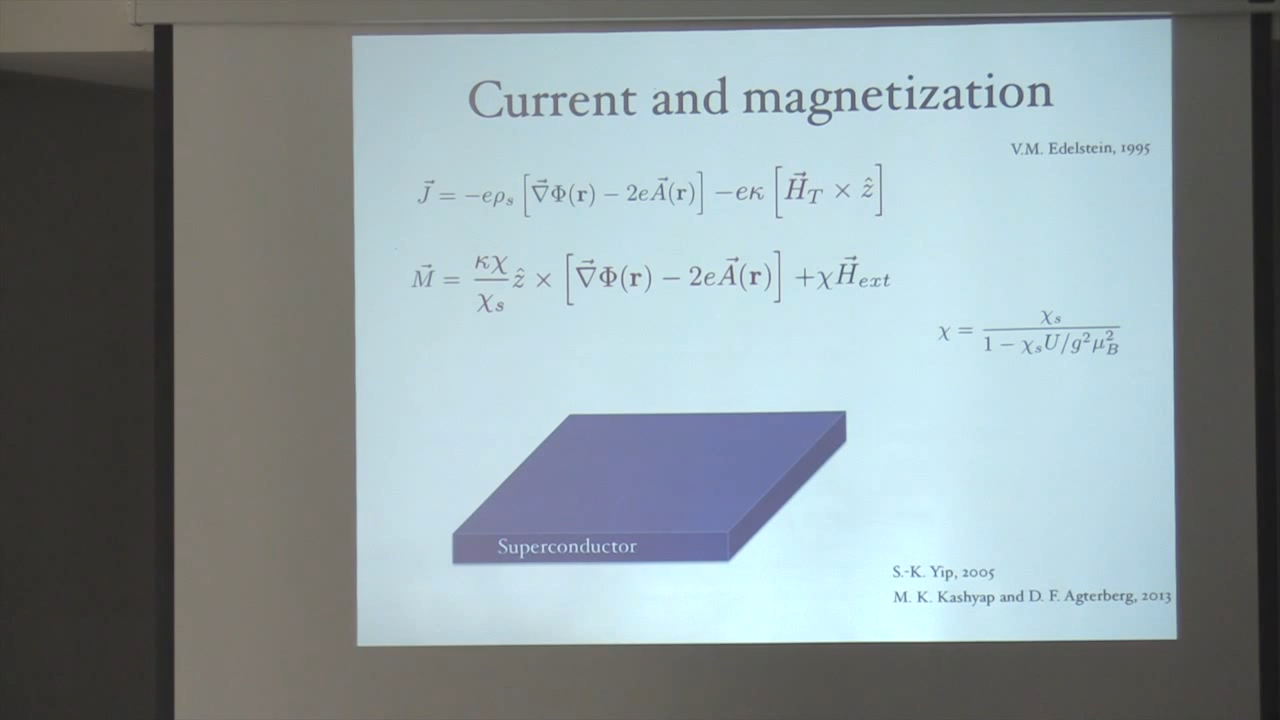 Current and magnetization
V.M. Edelstein, 1995
$\vec{J} = -e\rho_s \left[\vec{\nabla}\Phi(\mathbf{r}) - 2e\vec{A}(\mathbf{r})\right] - e\kappa \left[\vec{H}_T \times \hat{z}\right]$
$\vec{M} = \frac{\kappa\chi}{\chi_s} \hat{z} \times \left[\vec{\nabla}\Phi(\mathbf{r}) - 2e\vec{A}(\mathbf{r})\right] + \chi\vec{H}_{ext}$
$\chi = \frac{\chi_s}{1 - \chi_s U/g^2\mu_B^2}$
Superconductor
S.-K. Yip, 2005
M. K. Kashyap and D. F. Agterberg, 2013